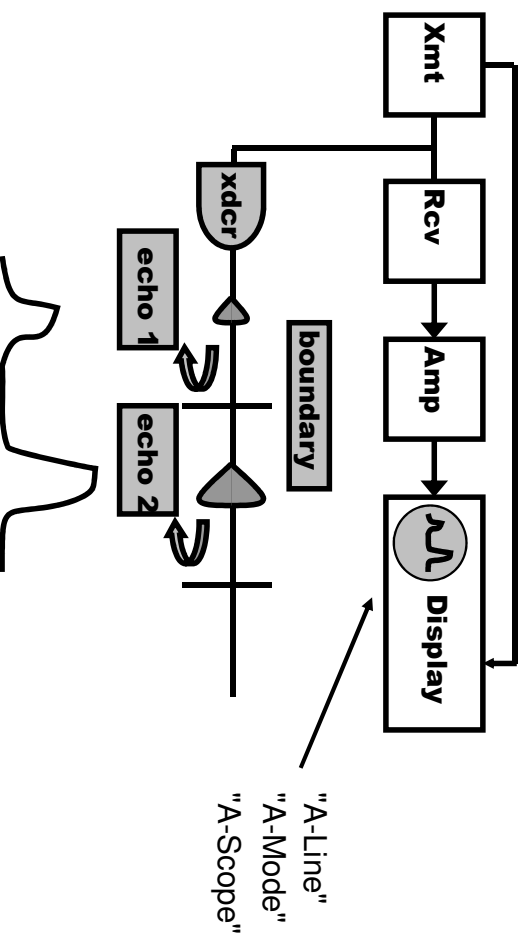 Xmt
Rcv
Amp
Display
boundary
xdcr
echo 1
echo 2
"A-Line"
"A-Mode"
"A-Scope"